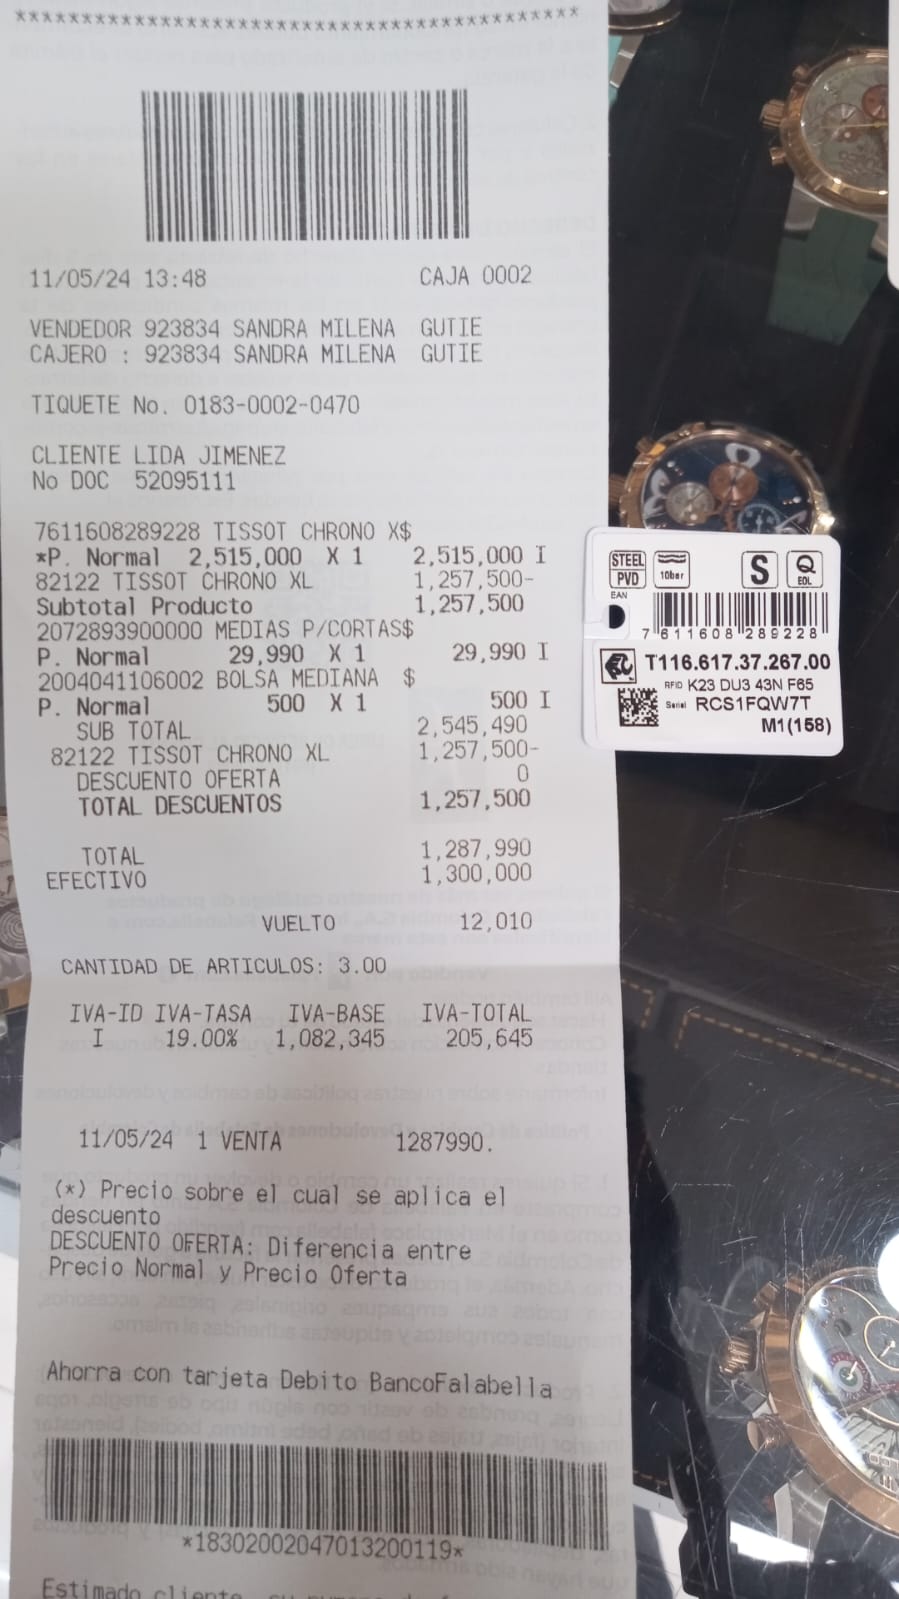 ****************************************************
11/05/24 13:48 CAJA 0002
VENDEDOR 923834 SANDRA MILENA GUTIE
CAJERO : 923834 SANDRA MILENA GUTIE
TIQUETE No. 0183-0002-0470
CLIENTE LIDA JIMENEZ
No DOC 52095111
7611608289228 TISSOT CHRONO X$
*P. Normal 2,515,000 X 1 2,515,000 I
82122 TISSOT CHRONO XL 1,257,500-
Subtotal Producto 1,257,500
2072893900000 MEDIAS P/CORTAS$
P. Normal 29,990 X 1 29,990 I
2004041106002 BOLSA MEDIANA $
P. Normal 500 X 1 500 I
SUB TOTAL 2,545,490
82122 TISSOT CHRONO XL 1,257,500-
DESCUENTO OFERTA 0
TOTAL DESCUENTOS 1,257,500
TOTAL 1,287,990
EFECTIVO 1,300,000
VUELTO 12,010
CANTIDAD DE ARTICULOS: 3.00
IVA-ID IVA-TASA IVA-BASE IVA-TOTAL
I 19.00% 1,082,345 205,645
11/05/24 1 VENTA 1287990.
(*) Precio sobre el cual se aplica el
descuento
DESCUENTO OFERTA: Diferencia entre
Precio Normal y Precio Oferta
Ahorra con tarjeta Debito BancoFalabella
*18302002047013200119*
Estimado cliente, su numero de
STEEL
PVD
10bar
S
Q
EOL
EAN
7 611608 289228
T116.617.37.267.00
RFID K23 DU3 43N F65
Serial RCS1FQW7T
M1(158)